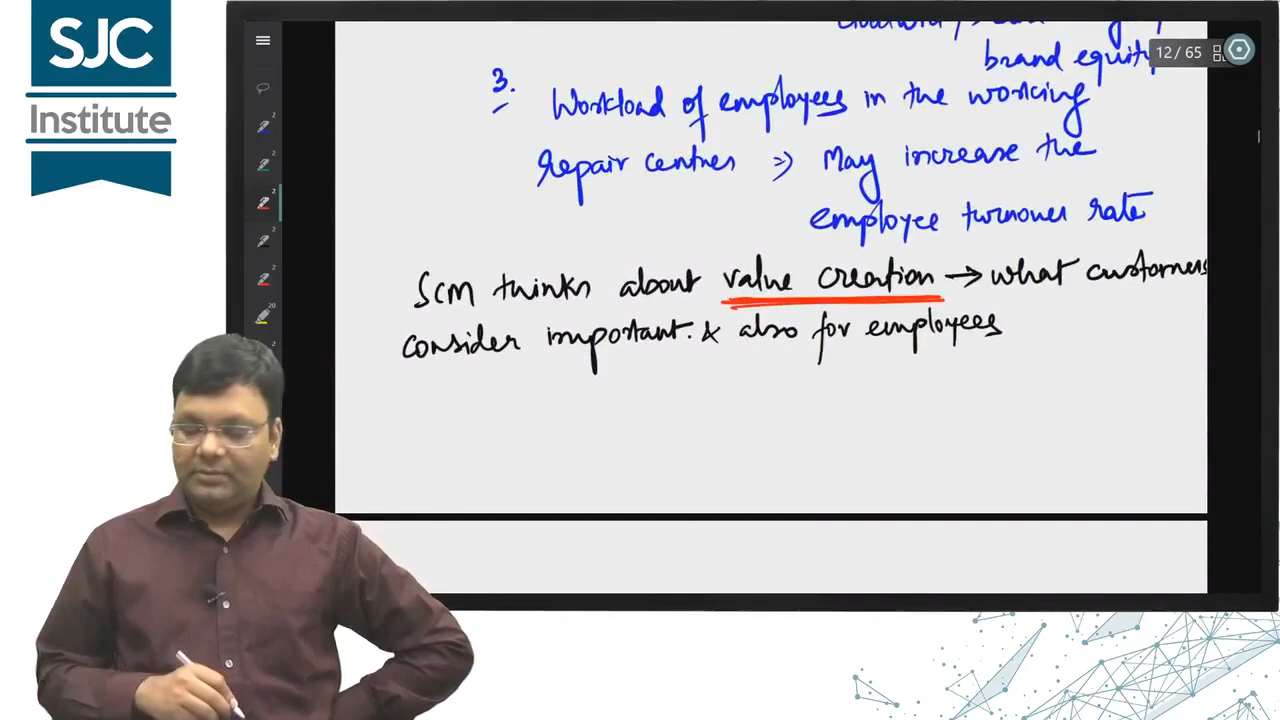 SJC
Institute
12 / 65
brand equity
3.
Workload of employees in the working
repair centres ⇒ May increase the
employee turnover rate
SCM thinks about value creation → what customers
consider important. & also for employees